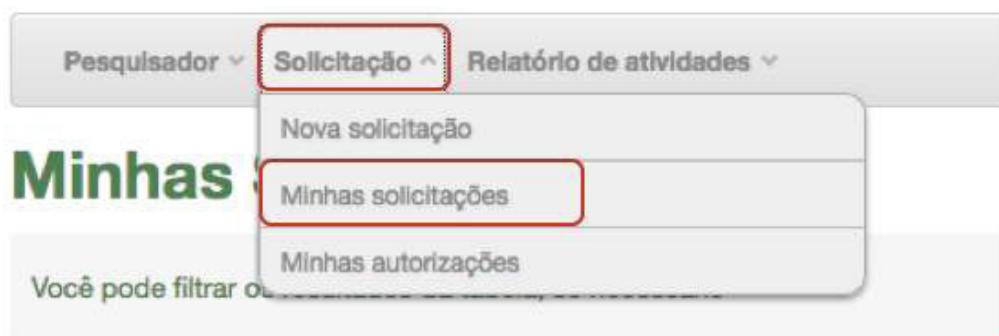 Pesquisador Solicitação Relatório de atividades
Nova solicitação
Minhas
Minhas solicitações
Minhas autorizações
Você pode filtrar